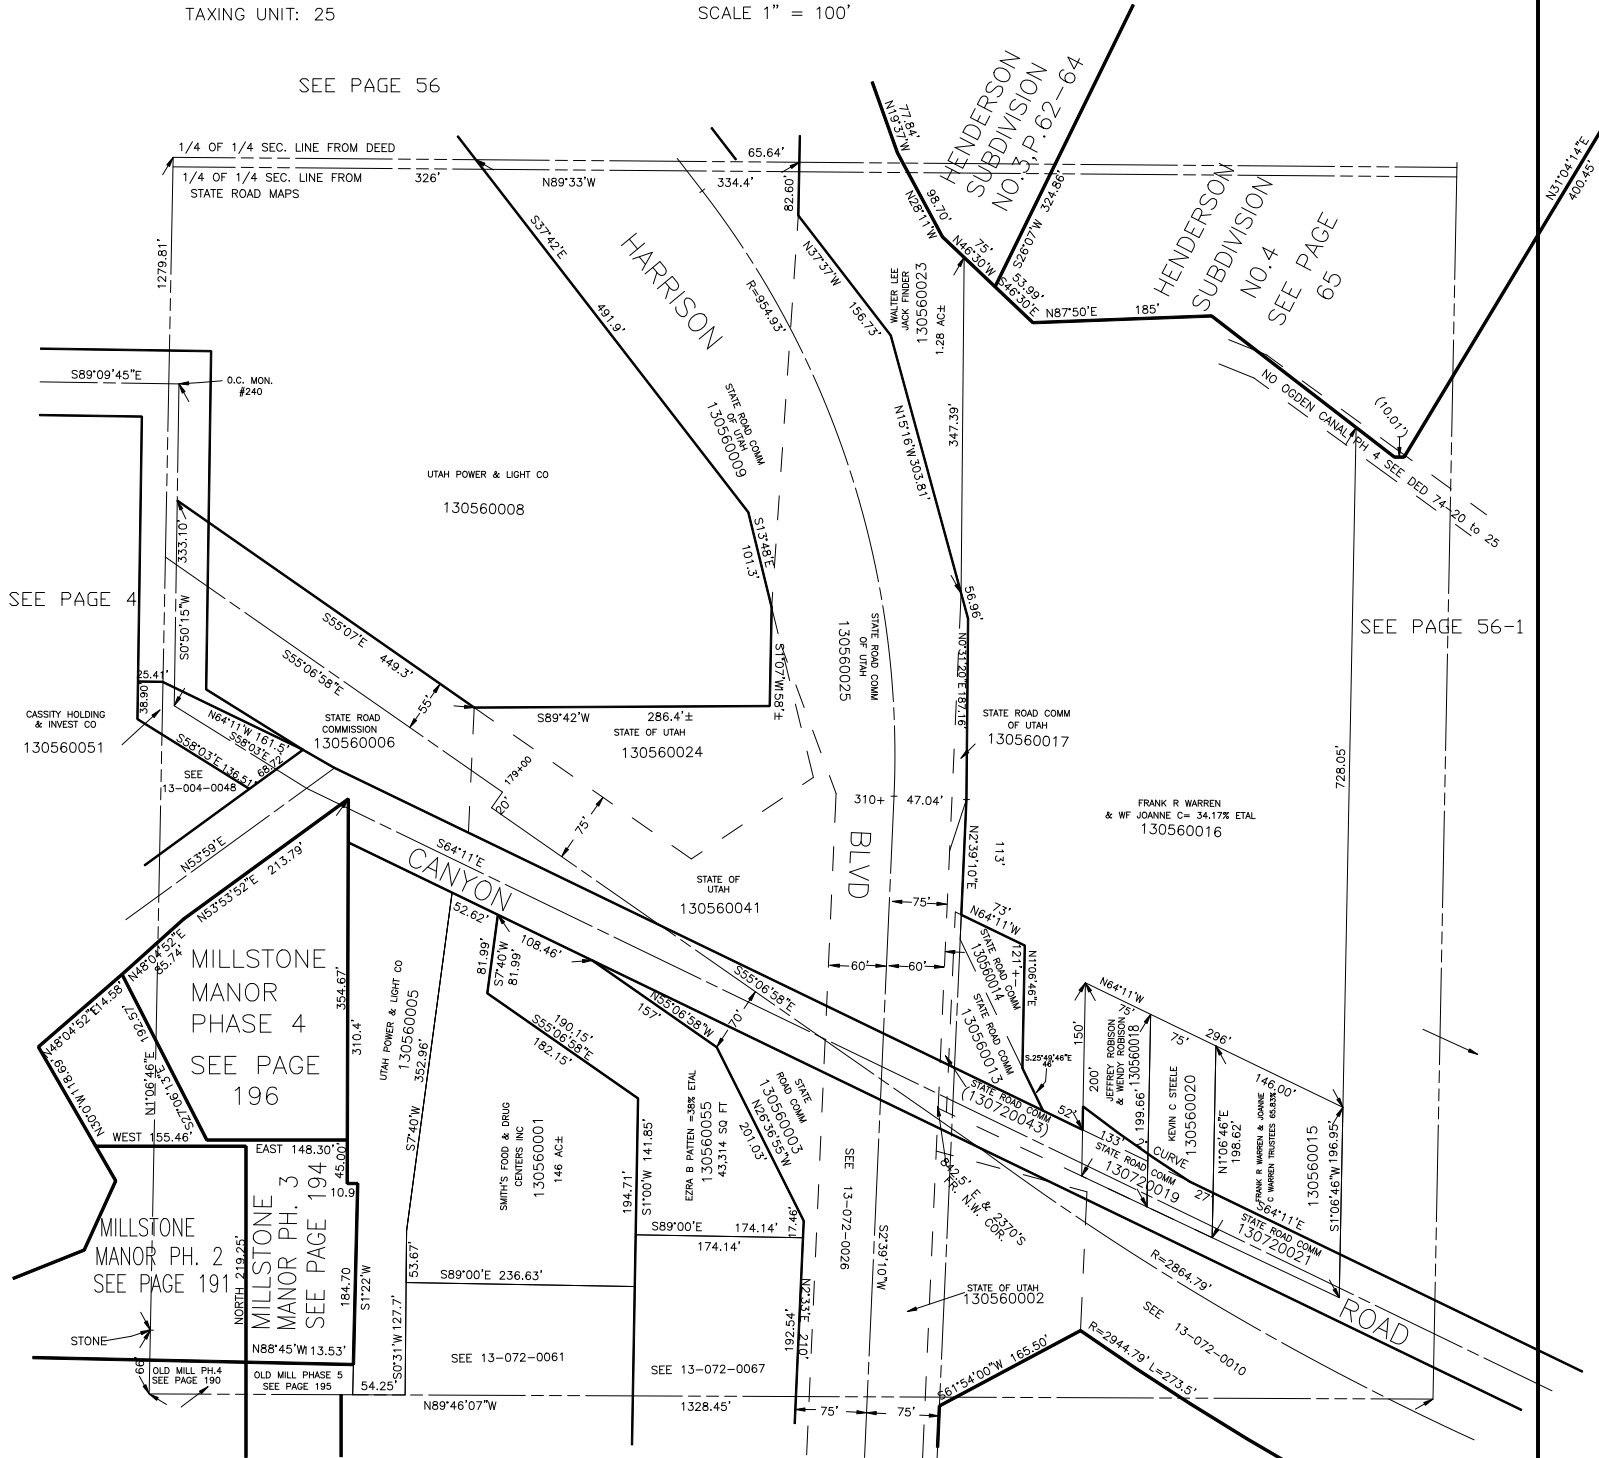 TAXING UNIT: 25
SCALE 1" = 100'
SEE PAGE 56
HENDERSON
SUBDIVISION
NO.3,P.62-64
1/4 OF 1/4 SEC. LINE FROM DEED
1/4 OF 1/4 SEC. LINE FROM
STATE ROAD MAPS
326'
N89°33'W
65.64'
334.4'
82.60'
77.84'
N19°37'W
98.70'
N28°11'W
75'
N46°30'W
S26°07'W 324.86'
53.99'
S46°30'E
N87°50'E 185'
HENDERSON
SUBDIVISION
NO.4
SEE PAGE
65
N31°04'14"E
400.45'
1279.81'
S37°42'E
491.9'
HARRISON
R=954.93'
N37°37'W 156.73'
WALTER LEE
JACK FINDER
130560023
1.28 AC±
347.39'
N15°16'W 303.81'
NO OGDEN CANAL PH 4 SEE DED 74-20 to 25
(10.01')
S89°09'45"E
O.C. MON.
#240
STATE ROAD COMM
OF UTAH
130560009
UTAH POWER & LIGHT CO
130560008
S13°48'E
101.3'
333.10'
S0°50'15"W
SEE PAGE 4
SEE PAGE 56-1
S55°07'E 449.3'
S55°06'58"E
55'
56.96'
N0°31'20"E 187.16'
STATE ROAD COMM
OF UTAH
130560025
S1°07'W 158'±
25.41'
38.90'
CASSITY HOLDING
& INVEST CO
130560051
N64°11'W 161.5'
S58°03'E
S58°03'E 136.51'
68.72
SEE
13-004-0048
STATE ROAD
COMMISSION
130560006
S89°42'W 286.4'±
STATE OF UTAH
130560024
STATE ROAD COMM
OF UTAH
130560017
728.05'
179+00
20'
75'
310+ 47.04'
FRANK R WARREN
& WF JOANNE C= 34.17% ETAL
130560016
N2°39'10"E 113'
BLVD
S64°11'E
CANYON
N53°59'E
N53°53'52"E 213.79'
STATE OF
UTAH
130560041
75'
73'
N64°11'W
52.62'
81.99'
S7°40'W
81.99'
108.46'
N48°04'52"E
85.74'
MILLSTONE
MANOR
PHASE 4
SEE PAGE
196
354.67'
310.4'
UTAH POWER & LIGHT CO
130560005
352.96'
S7°40'W
60' 60'
121'+-
N1°06'46"E
STATE ROAD COMM
130560014
STATE ROAD COMM
130560013
S55°06'58"E
70'
N55°06'58"W
157'
190.15'
S55°06'58"E
182.15'
N48°04'52"E 14.58'
192.57'
S27°06'13"E
N1°06'46"E
N30°0'W 118.69'
WEST 155.46'
EAST 148.30'
45.00'
10.9
N64°11'W
75'
296'
75'
146.00'
150'
200'
JEFFREY ROBISON
& WENDY ROBISON
130560018
199.66'
KEVIN C STEELE
130560020
N1°06'46"E
198.62'
FRANK R WARREN & JOANNE
C WARREN TRUSTEES 65.83%
130560015
S1°06'46"W 196.95'
S.25°49'46"E
46'
52'
STATE ROAD COMM
(130720043)
133'
2° CURVE
27'
STATE ROAD COMM
130720019
S64°11'E
STATE ROAD COMM
130720021
SMITH'S FOOD & DRUG
CENTERS INC
130560001
146 AC±
EZRA B PATTEN =38% ETAL
130560055
43,314 SQ FT
STATE
ROAD COMM
130560003
N26°36'55"W
201.03'
S1°00'W 141.85'
194.71'
S89°00'E 174.14'
174.14'
17.46'
SEE 13-072-0026
842.5' E & 2370'S
FR. N.W. COR.
R=2864.79'
MILLSTONE
MANOR PH. 2
SEE PAGE 191
NORTH 219.25'
MILLSTONE
MANOR PH. 3
SEE PAGE 194
184.70
S1°22'W
53.67'
S89°00'E 236.63'
S0°31'W 127.7'
SEE 13-072-0061
SEE 13-072-0067
192.54'
N2°33'E 210'
S2°39'10"W
STATE OF UTAH
130560002
SEE 13-072-0010
ROAD
R=2944.79' L=273.5'
S61°54'00"W 165.50'
STONE
66'
N88°45'W 113.53'
OLD MILL PH.4
SEE PAGE 190
OLD MILL PHASE 5
SEE PAGE 195
54.25'
N89°46'07"W
1328.45'
75' 75'